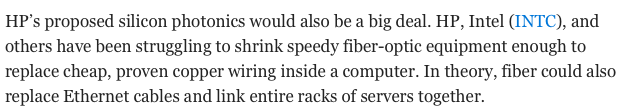 HP’s proposed silicon photonics would also be a big deal. HP, Intel (INTC), and
others have been struggling to shrink speedy fiber-optic equipment enough to
replace cheap, proven copper wiring inside a computer. In theory, fiber could also
replace Ethernet cables and link entire racks of servers together.